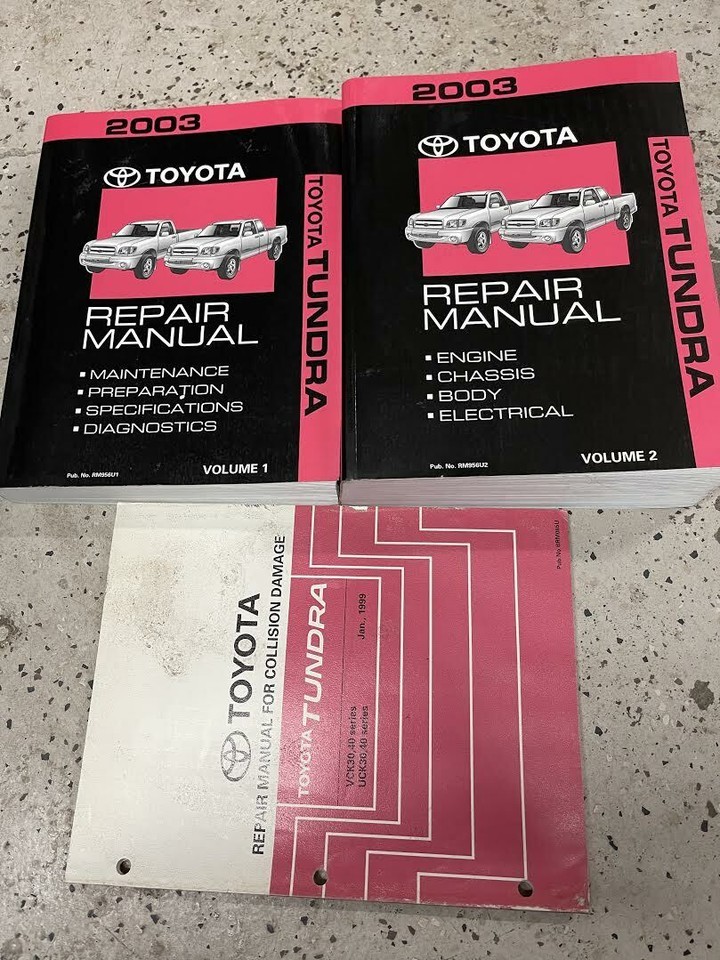 2003
TOYOTA
REPAIR
MANUAL
▪ MAINTENANCE
▪ PREPARATION
▪ SPECIFICATIONS
▪ DIAGNOSTICS
Pub. No. RM956U1
VOLUME 1
TOYOTA TUNDRA
2003
TOYOTA
REPAIR
MANUAL
▪ ENGINE
▪ CHASSIS
▪ BODY
▪ ELECTRICAL
Pub. No. RM956U2
VOLUME 2
TOYOTA TUNDRA
TOYOTA
REPAIR MANUAL FOR COLLISION DAMAGE
TOYOTA TUNDRA
VCK30,40 series
UCK30,40 series
Jan., 1999
Pub. No.